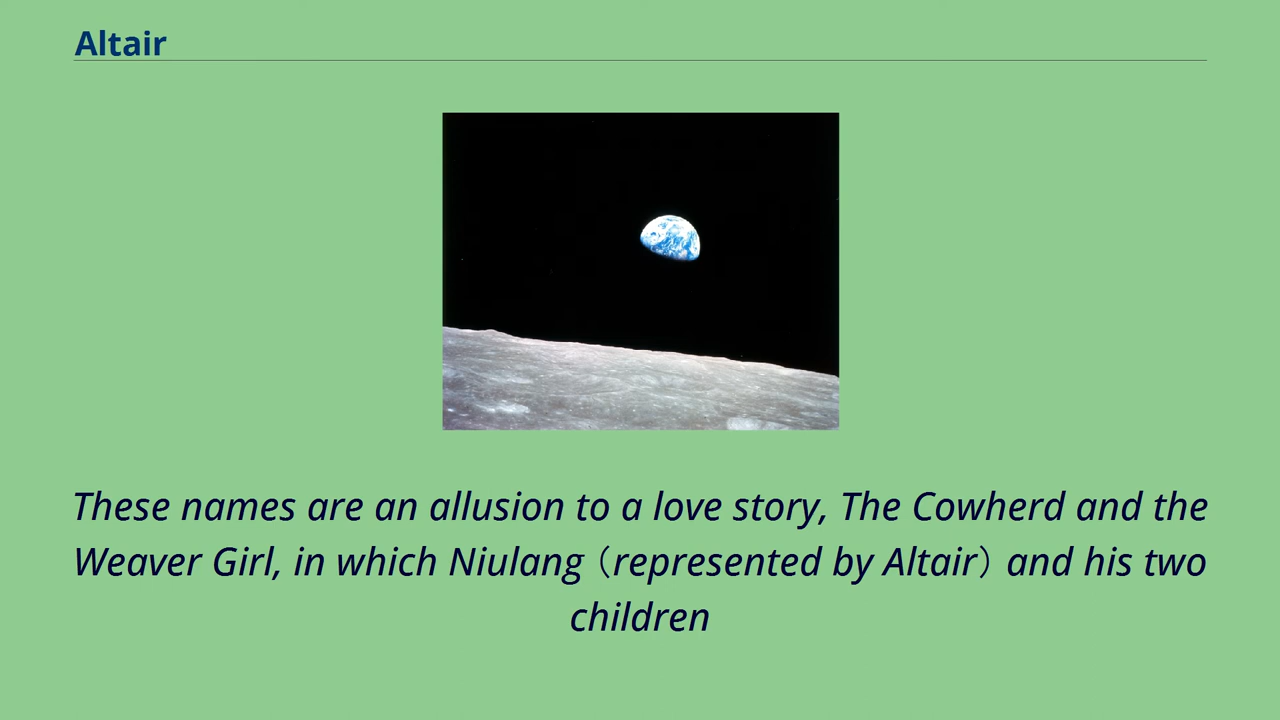 Altair
These names are an allusion to a love story, The Cowherd and the
Weaver Girl, in which Niulang（represented by Altair）and his two
children